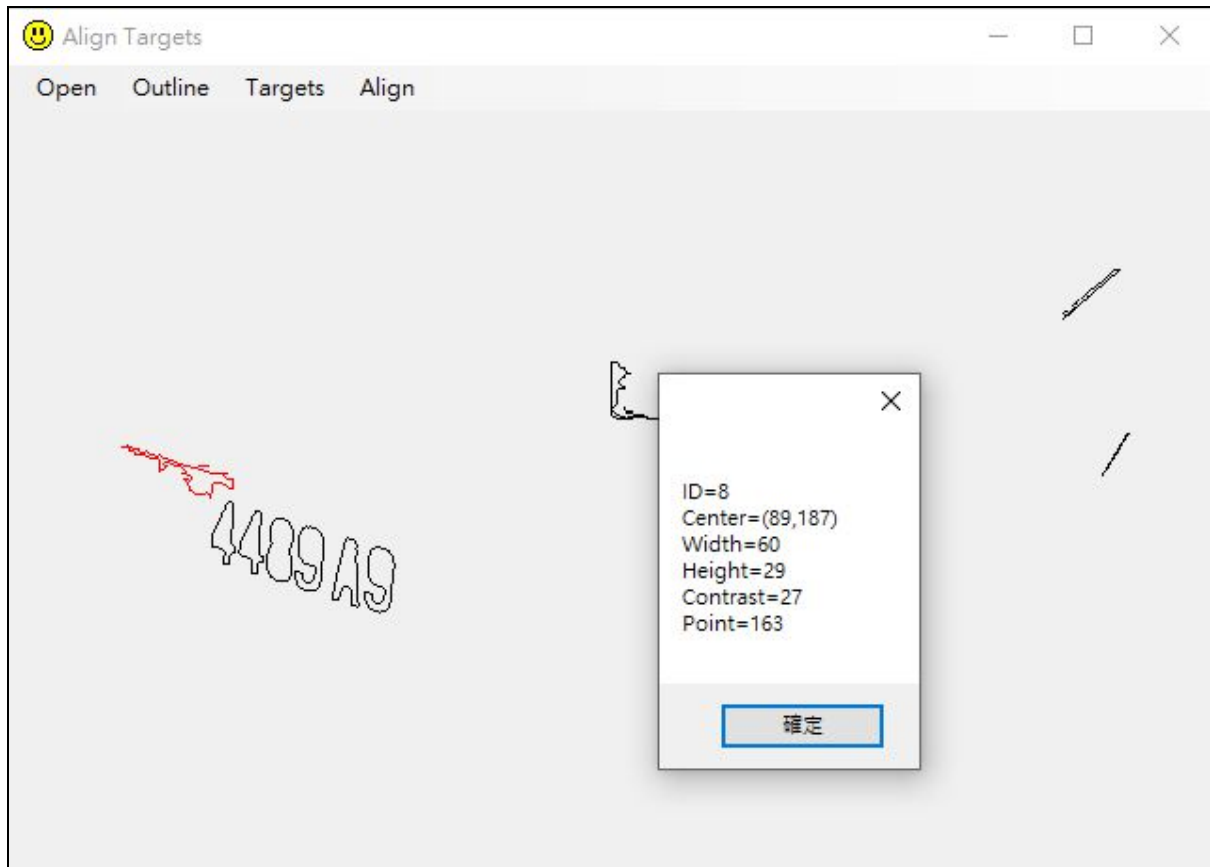 Align Targets
Open Outline Targets Align
4489A9
ID=8
Center=(89,187)
Width=60
Height=29
Contrast=27
Point=163
確定